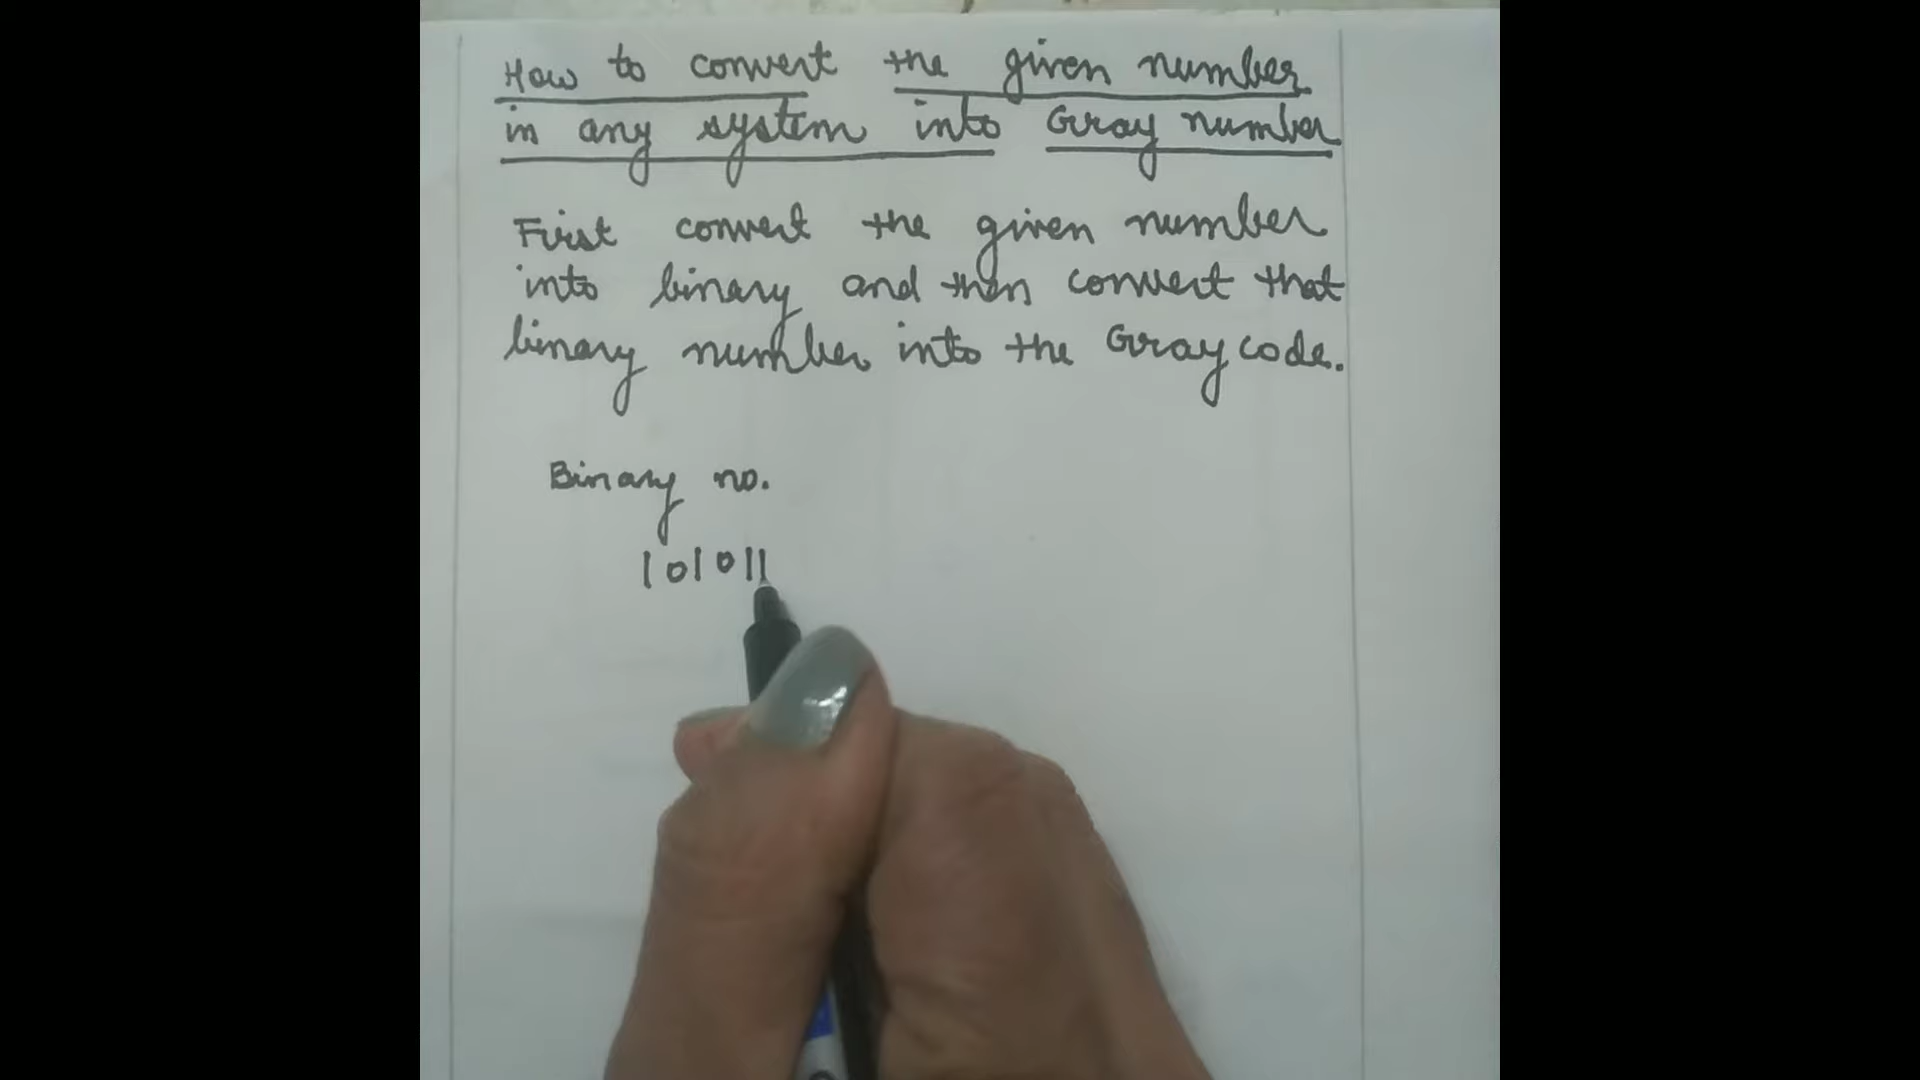 How to convert the given number
in any system into Gray number
First convert the given number
into binary and then convert that
binary number into the Gray code.
Binary no.
101011